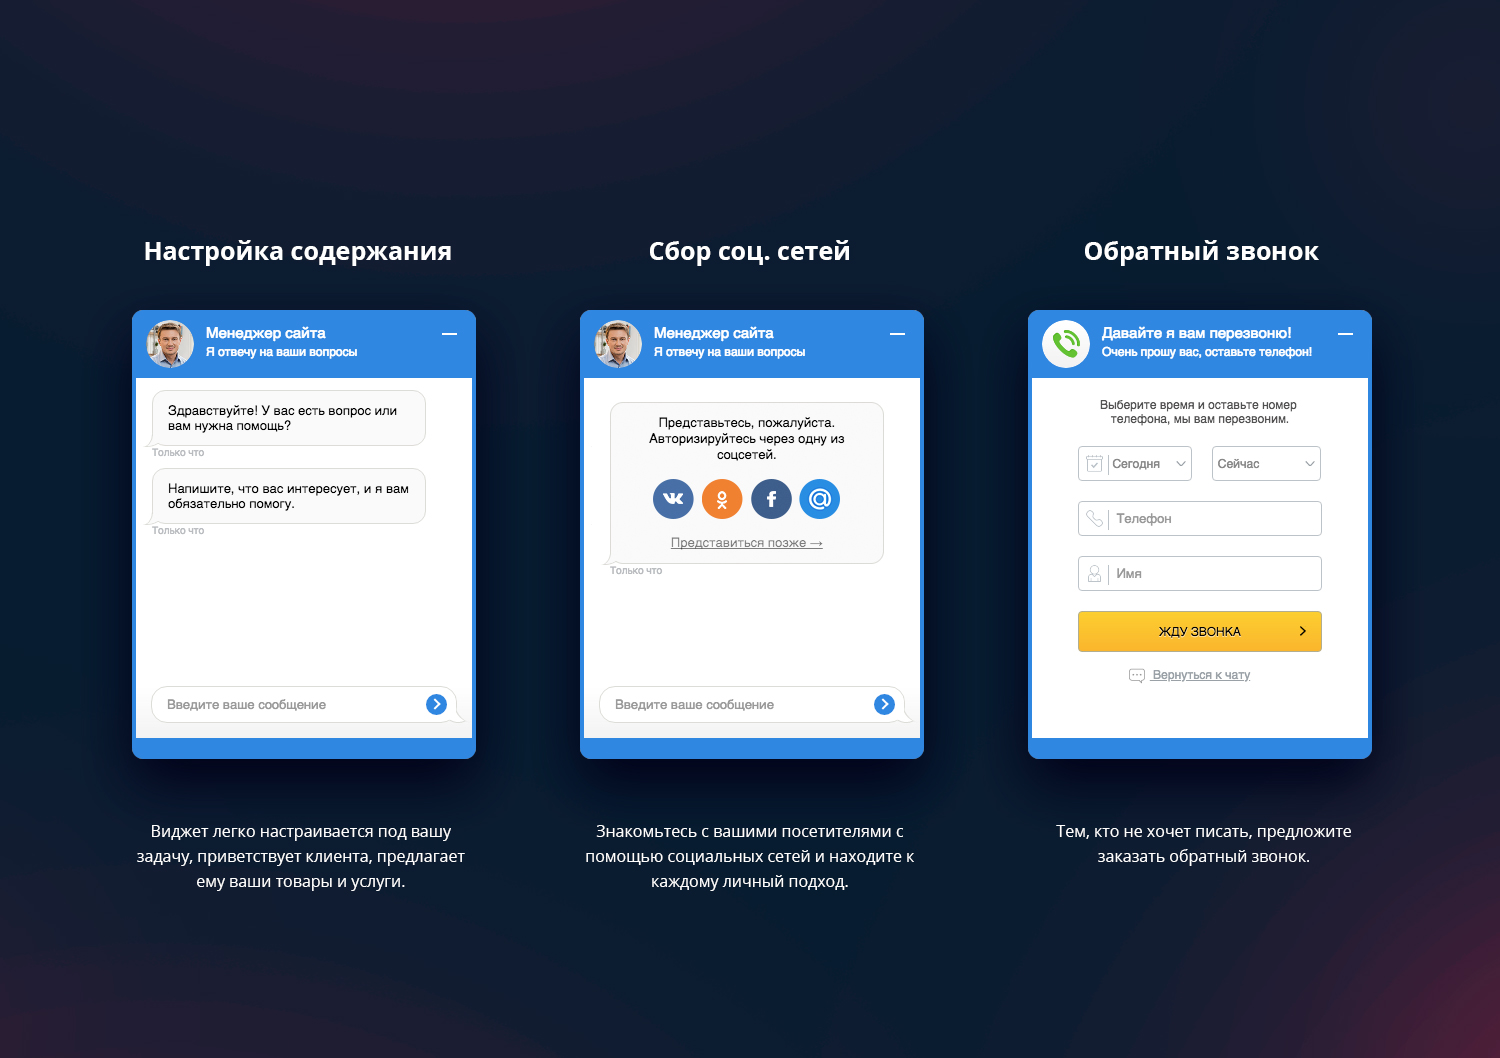 Настройка содержания
Менеджер сайта
Я отвечу на ваши вопросы
Здравствуйте! У вас есть вопрос или
вам нужна помощь?
Только что
Напишите, что вас интересует, и я вам
обязательно помогу.
Только что
Введите ваше сообщение
Виджет легко настраивается под вашу
задачу, приветствует клиента, предлагает
ему ваши товары и услуги.
Сбор соц. сетей
Менеджер сайта
Я отвечу на ваши вопросы
Представьтесь, пожалуйста.
Авторизируйтесь через одну из
соцсетей.
Представиться позже →
Только что
Введите ваше сообщение
Знакомьтесь с вашими посетителями с
помощью социальных сетей и находите к
каждому личный подход.
Обратный звонок
Давайте я вам перезвоню!
Очень прошу вас, оставьте телефон!
Выберите время и оставьте номер
телефона, мы вам перезвоним.
Сегодня
Сейчас
Телефон
Имя
ЖДУ ЗВОНКА
Вернуться к чату
Тем, кто не хочет писать, предложите
заказать обратный звонок.